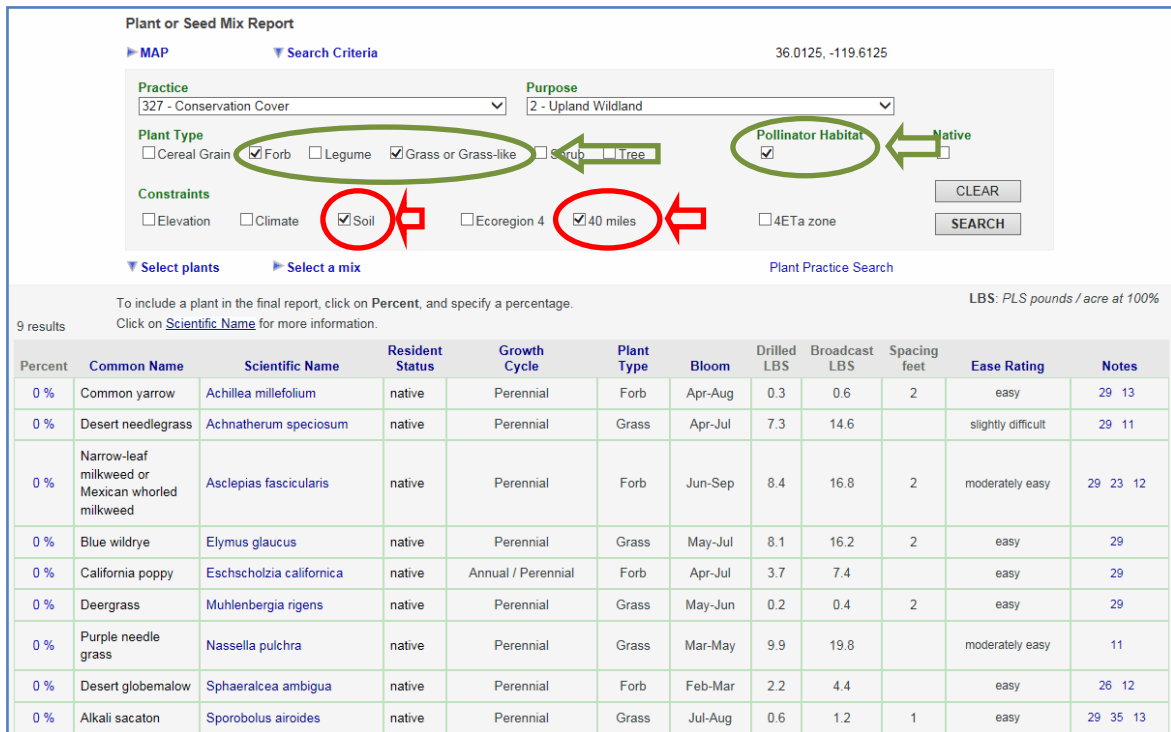 Plant or Seed Mix Report
MAP Search Criteria 36.0125, -119.6125
Practice Purpose
327 - Conservation Cover 2 - Upland Wildland
Plant Type Pollinator Habitat Native
Cereal Grain Forb Legume Grass or Grass-like Shrub Tree
Constraints CLEAR
Elevation Climate Soil Ecoregion 4 40 miles 4ETa zone SEARCH
Select plants Select a mix Plant Practice Search
To include a plant in the final report, click on Percent, and specify a percentage. LBS: PLS pounds / acre at 100%
9 results Click on Scientific Name for more information.
Percent Common Name Scientific Name Resident Status Growth Cycle Plant Type Bloom Drilled LBS Broadcast LBS Spacing feet Ease Rating Notes
0 % Common yarrow Achillea millefolium native Perennial Forb Apr-Aug 0.3 0.6 2 easy 29 13
0 % Desert needlegrass Achnatherum speciosum native Perennial Grass Apr-Jul 7.3 14.6 slightly difficult 29 11
0 % Narrow-leaf milkweed or Mexican whorled milkweed Asclepias fascicularis native Perennial Forb Jun-Sep 8.4 16.8 2 moderately easy 29 23 12
0 % Blue wildrye Elymus glaucus native Perennial Grass May-Jul 8.1 16.2 2 easy 29
0 % California poppy Eschscholzia californica native Annual / Perennial Forb Apr-Jul 3.7 7.4 easy 29
0 % Deergrass Muhlenbergia rigens native Perennial Grass May-Jun 0.2 0.4 2 easy 29
0 % Purple needle grass Nassella pulchra native Perennial Grass Mar-May 9.9 19.8 moderately easy 11
0 % Desert globemalow Sphaeralcea ambigua native Perennial Forb Feb-Mar 2.2 4.4 easy 26 12
0 % Alkali sacaton Sporobolus airoides native Perennial Grass Jul-Aug 0.6 1.2 1 easy 29 35 13